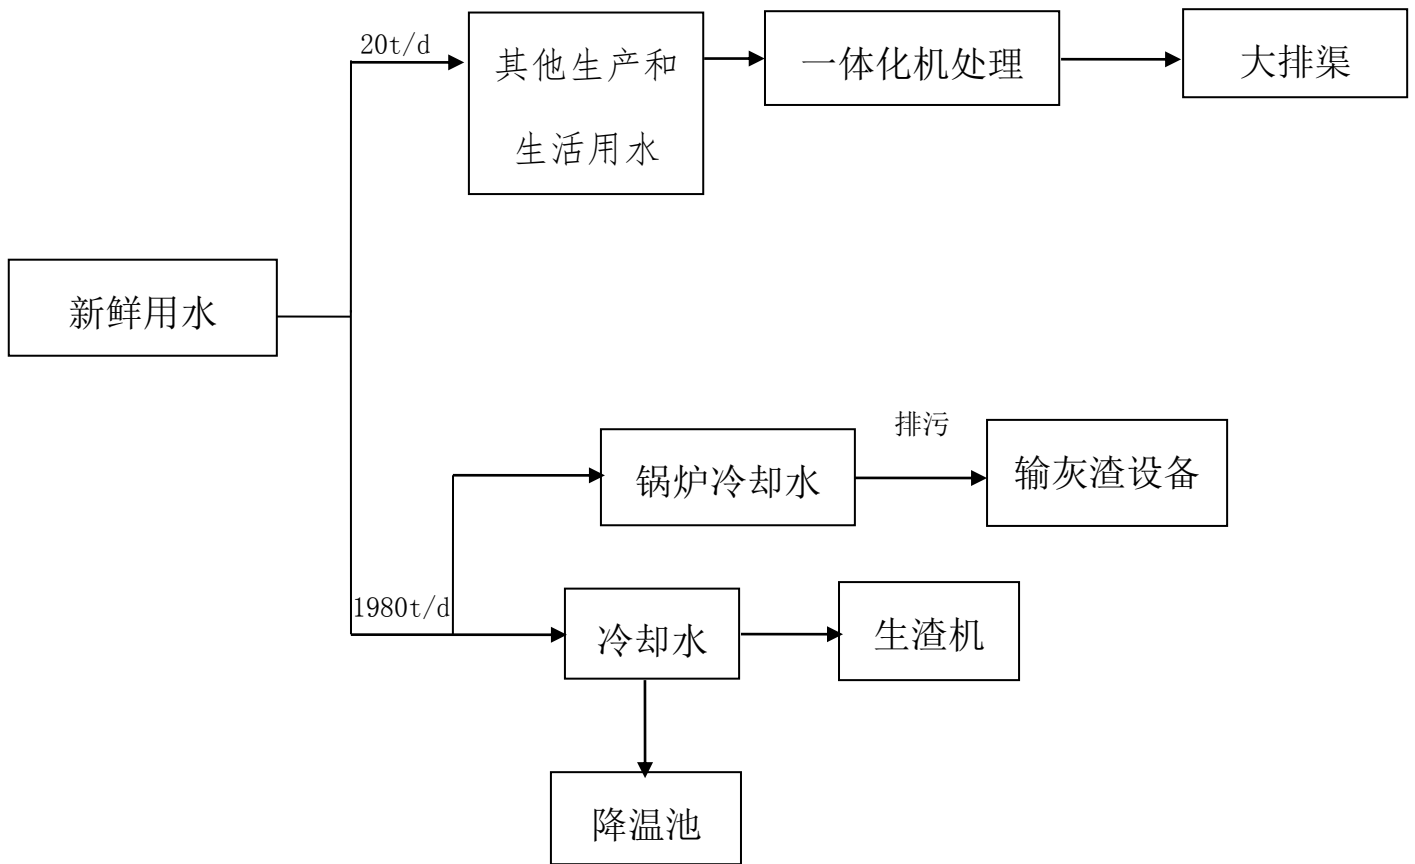 20t/d
其他生产和
生活用水
一体化机处理
大排渠
新鲜用水
排污
锅炉冷却水
输灰渣设备
1980t/d
冷却水
生渣机
降温池